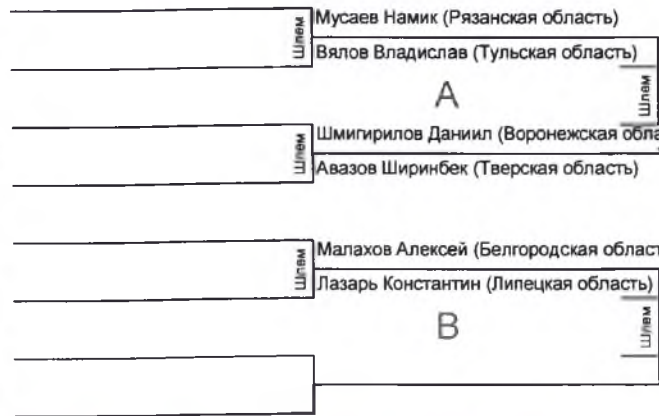 Шлем
Мусаев Намик (Рязанская область)
Вялов Владислав (Тульская область)
А
Шлем
Шлем
Шмигирилов Даниил (Воронежская обла
Авазов Ширинбек (Тверская область)
Шлем
Малахов Алексей (Белгородская област
Лазарь Константин (Липецкая область)
В
Шлем